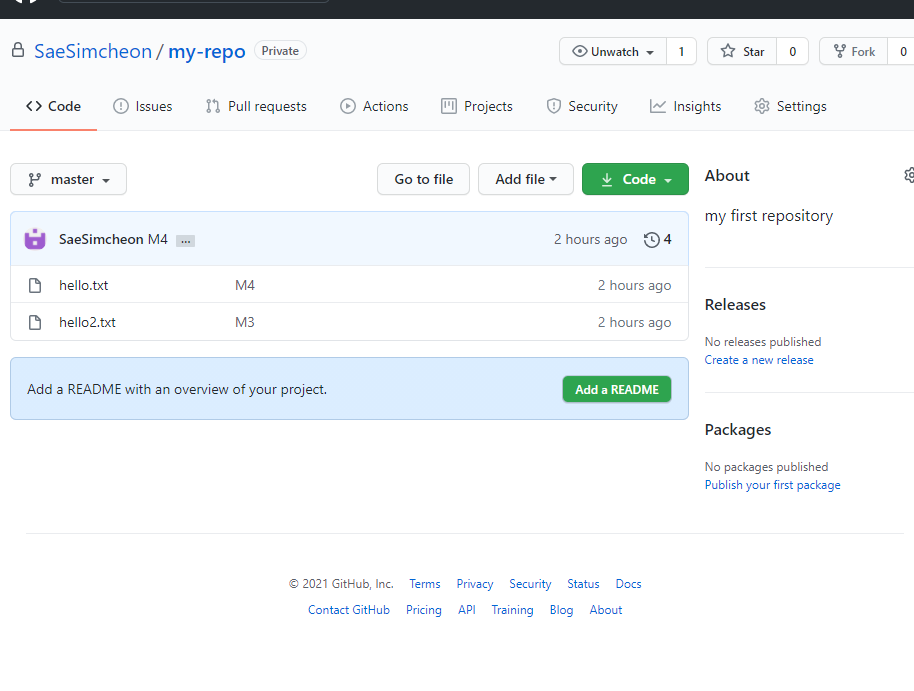 SaeSimcheon / my-repo Private Unwatch 1 Star 0 Fork 0
Code Issues Pull requests Actions Projects Security Insights Settings
master Go to file Add file Code
SaeSimcheon M4 ... 2 hours ago 4
hello.txt M4 2 hours ago
hello2.txt M3 2 hours ago
Add a README with an overview of your project. Add a README
About
my first repository
Releases
No releases published
Create a new release
Packages
No packages published
Publish your first package
© 2021 GitHub, Inc. Terms Privacy Security Status Docs
Contact GitHub Pricing API Training Blog About